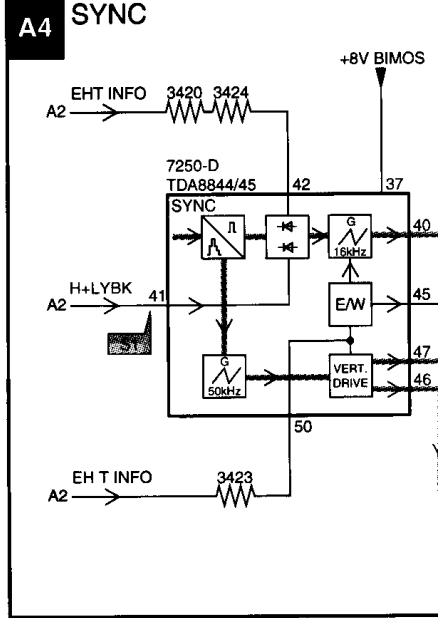 A4 SYNC
+8V BIMOS
EHT INFO 3420 3424
A2
7250-D
TDA8844/45 42 37
SYNC
G
16kHz
40
H+LYBK
A2
41
E/W
45
G
50kHz
VERT.
DRIVE
47
46
50
EH T INFO 3423
A2